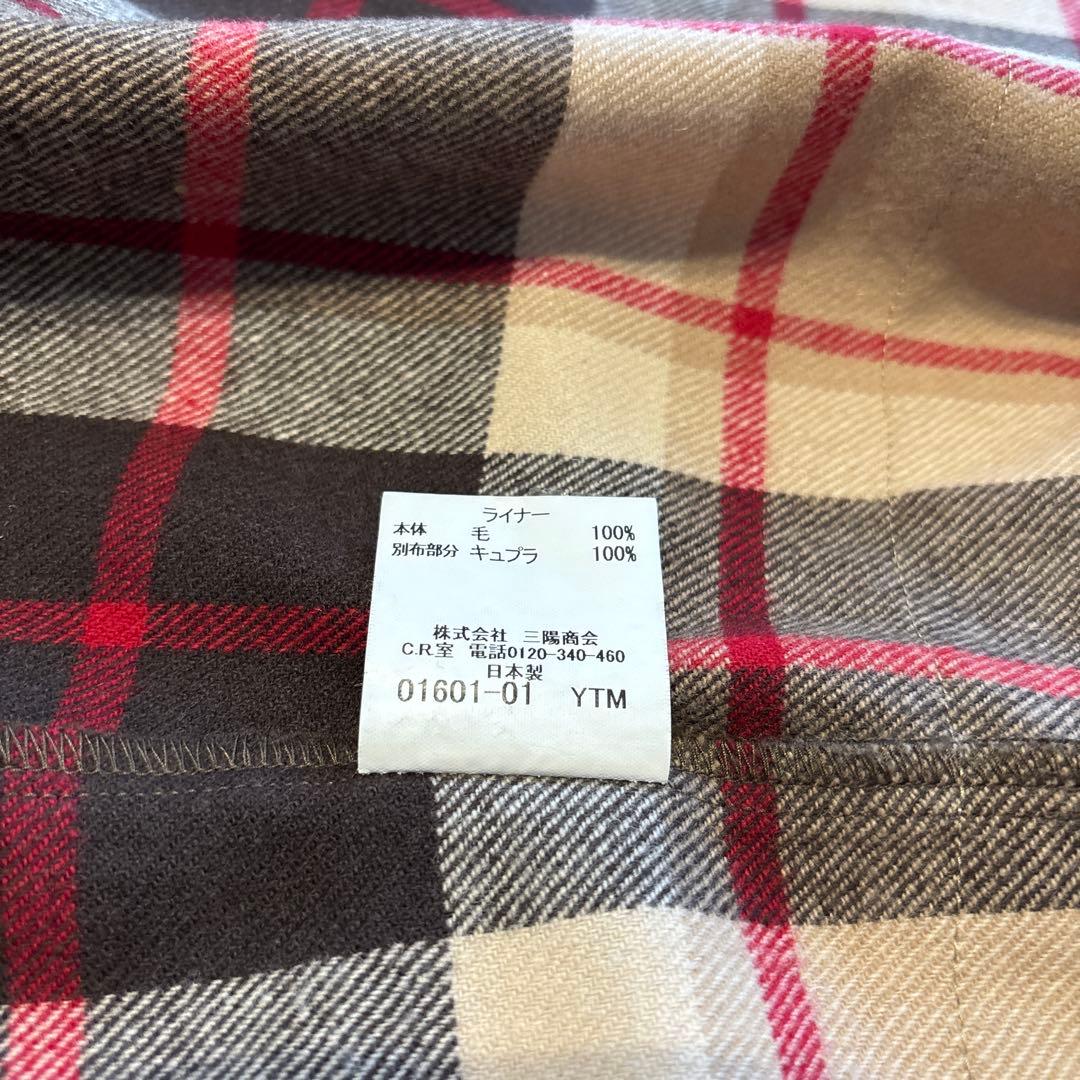 ライナー
本体 毛 100%
別布部分 キュプラ 100%
株式会社 三陽商会
C.R.室 電話0120-340-460
日本製
01601-01 YTM